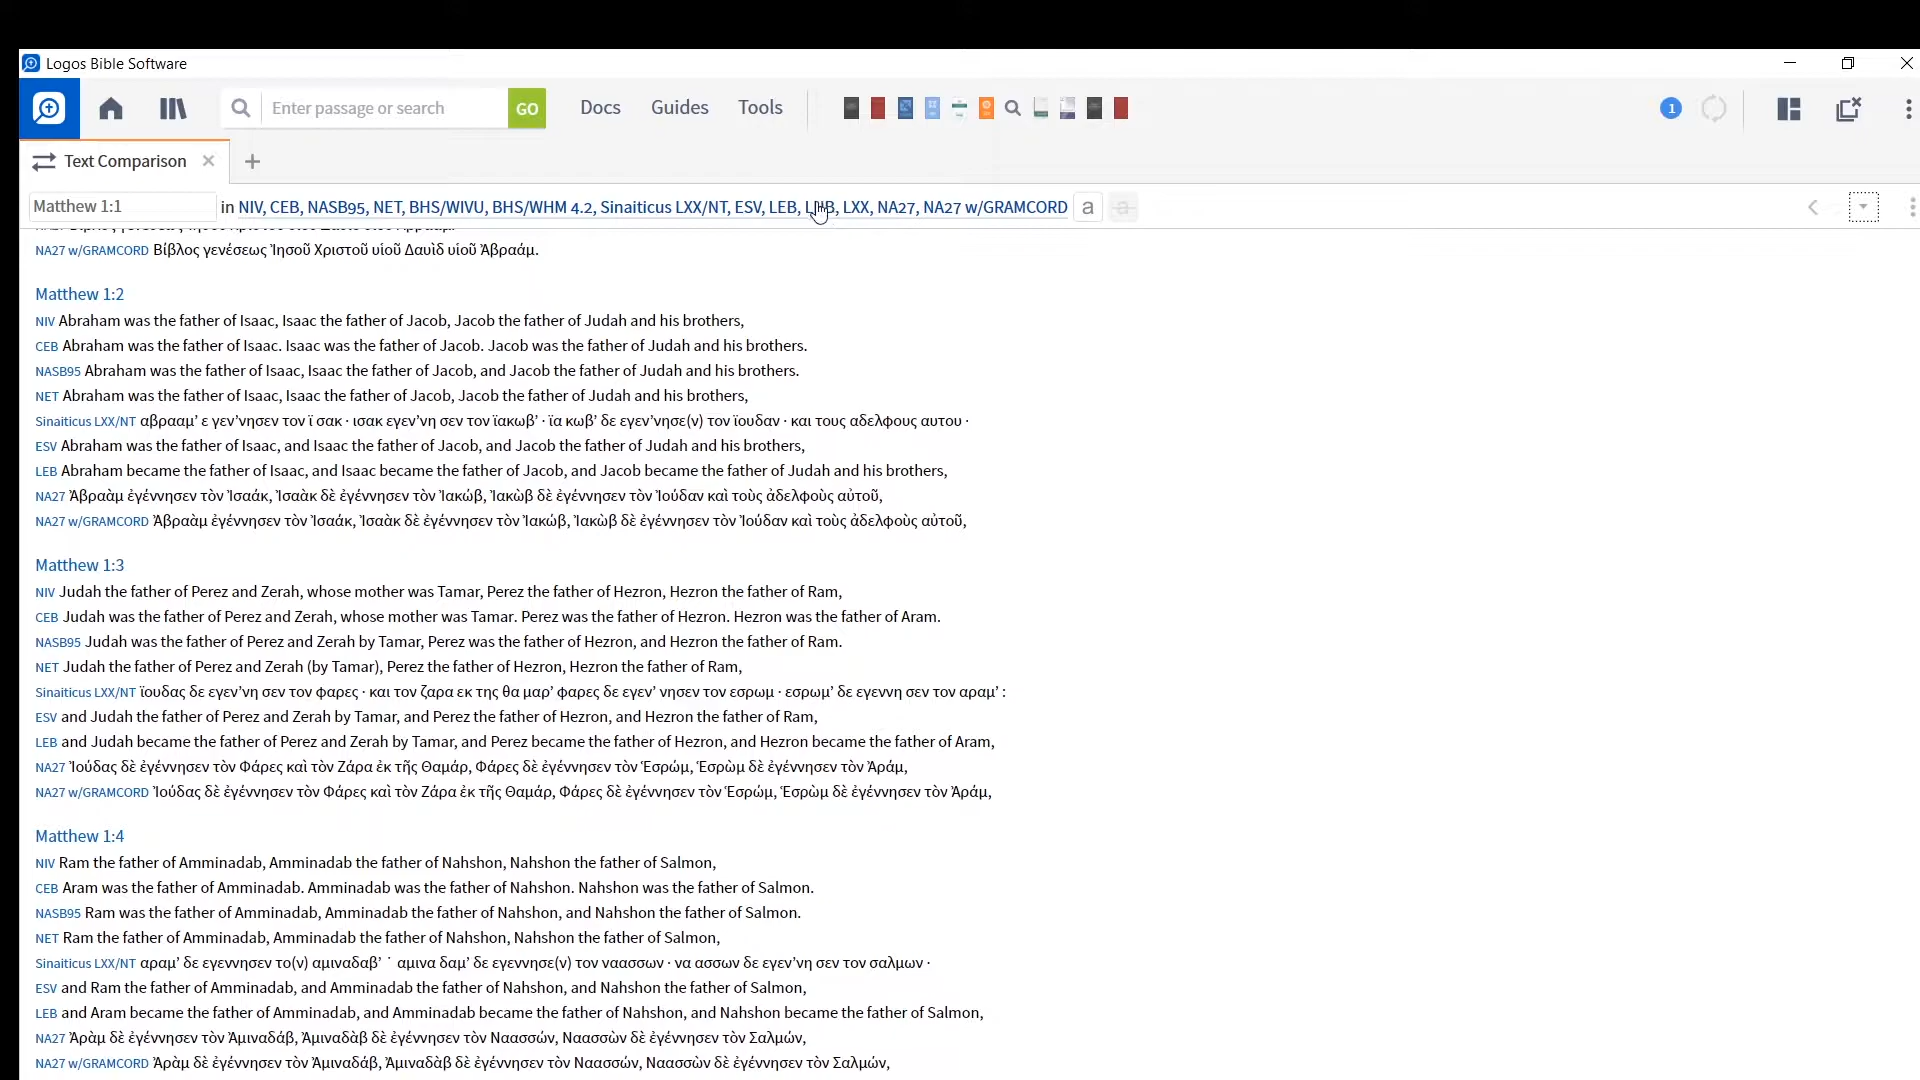 Logos Bible Software
Enter passage or search
GO
Docs
Guides
Tools
1
Text Comparison
Matthew 1:1
in NIV, CEB, NASB95, NET, BHS/WIVU, BHS/WHM 4.2, Sinaiticus LXX/NT, ESV, LEB, LXX, NA27, NA27 w/GRAMCORD
a
a
NA27 w/GRAMCORD Βίβλος γενέσεως Ἰησοῦ Χριστοῦ υἱοῦ Δαυὶδ υἱοῦ Ἀβραάμ.
Matthew 1:2
NIV Abraham was the father of Isaac, Isaac the father of Jacob, Jacob the father of Judah and his brothers,
CEB Abraham was the father of Isaac. Isaac was the father of Jacob. Jacob was the father of Judah and his brothers.
NASB95 Abraham was the father of Isaac, Isaac the father of Jacob, and Jacob the father of Judah and his brothers.
NET Abraham was the father of Isaac, Isaac the father of Jacob, Jacob the father of Judah and his brothers,
Sinaiticus LXX/NT αβρααμ’ ε γεν’νησεν τον ϊ σακ · ισακ εγεν’νη σεν τον ϊακωβ’ · ϊα κωβ’ δε εγεν’νησε(ν) τον ϊουδαν · και τους αδελφους αυτου ·
ESV Abraham was the father of Isaac, and Isaac the father of Jacob, and Jacob the father of Judah and his brothers,
LEB Abraham became the father of Isaac, and Isaac became the father of Jacob, and Jacob became the father of Judah and his brothers,
NA27 Ἀβραὰμ ἐγέννησεν τὸν Ἰσαάκ, Ἰσαὰκ δὲ ἐγέννησεν τὸν Ἰακώβ, Ἰακὼβ δὲ ἐγέννησεν τὸν Ἰούδαν καὶ τοὺς ἀδελφοὺς αὐτοῦ,
NA27 w/GRAMCORD Ἀβραὰμ ἐγέννησεν τὸν Ἰσαάκ, Ἰσαὰκ δὲ ἐγέννησεν τὸν Ἰακώβ, Ἰακὼβ δὲ ἐγέννησεν τὸν Ἰούδαν καὶ τοὺς ἀδελφοὺς αὐτοῦ,
Matthew 1:3
NIV Judah the father of Perez and Zerah, whose mother was Tamar, Perez the father of Hezron, Hezron the father of Ram,
CEB Judah was the father of Perez and Zerah, whose mother was Tamar. Perez was the father of Hezron. Hezron was the father of Aram.
NASB95 Judah was the father of Perez and Zerah by Tamar, Perez was the father of Hezron, and Hezron the father of Ram.
NET Judah the father of Perez and Zerah (by Tamar), Perez the father of Hezron, Hezron the father of Ram,
Sinaiticus LXX/NT ϊουδας δε εγεν’νη σεν τον φαρες · και τον ζαρα εκ της θα μαρ’ φαρες δε εγεν’ νησεν τον εσρωμ · εσρωμ’ δε εγεννη σεν τον αραμ’ :
ESV and Judah the father of Perez and Zerah by Tamar, and Perez the father of Hezron, and Hezron the father of Ram,
LEB and Judah became the father of Perez and Zerah by Tamar, and Perez became the father of Hezron, and Hezron became the father of Aram,
NA27 Ἰούδας δὲ ἐγέννησεν τὸν Φάρες καὶ τὸν Ζάρα ἐκ τῆς Θαμάρ, Φάρες δὲ ἐγέννησεν τὸν Ἑσρώμ, Ἑσρὼμ δὲ ἐγέννησεν τὸν Ἀράμ,
NA27 w/GRAMCORD Ἰούδας δὲ ἐγέννησεν τὸν Φάρες καὶ τὸν Ζάρα ἐκ τῆς Θαμάρ, Φάρες δὲ ἐγέννησεν τὸν Ἑσρώμ, Ἑσρὼμ δὲ ἐγέννησεν τὸν Ἀράμ,
Matthew 1:4
NIV Ram the father of Amminadab, Amminadab the father of Nahshon, Nahshon the father of Salmon,
CEB Aram was the father of Amminadab. Amminadab was the father of Nahshon. Nahshon was the father of Salmon.
NASB95 Ram was the father of Amminadab, Amminadab the father of Nahshon, and Nahshon the father of Salmon.
NET Ram the father of Amminadab, Amminadab the father of Nahshon, Nahshon the father of Salmon,
Sinaiticus LXX/NT αραμ’ δε εγεννησεν το(ν) αμιναδαβ’ ˙ αμινα δαμ’ δε εγεννησε(ν) τον ναασσων · να ασσων δε εγεν’νη σεν τον σαλμων ·
ESV and Ram the father of Amminadab, and Amminadab the father of Nahshon, and Nahshon the father of Salmon,
LEB and Aram became the father of Amminadab, and Amminadab became the father of Nahshon, and Nahshon became the father of Salmon,
NA27 Ἀρὰμ δὲ ἐγέννησεν τὸν Ἀμιναδάβ, Ἀμιναδὰβ δὲ ἐγέννησεν τὸν Ναασσών, Ναασσὼν δὲ ἐγέννησεν τὸν Σαλμών,
NA27 w/GRAMCORD Ἀρὰμ δὲ ἐγέννησεν τὸν Ἀμιναδάβ, Ἀμιναδὰβ δὲ ἐγέννησεν τὸν Ναασσών, Ναασσὼν δὲ ἐγέννησεν τὸν Σαλμών,